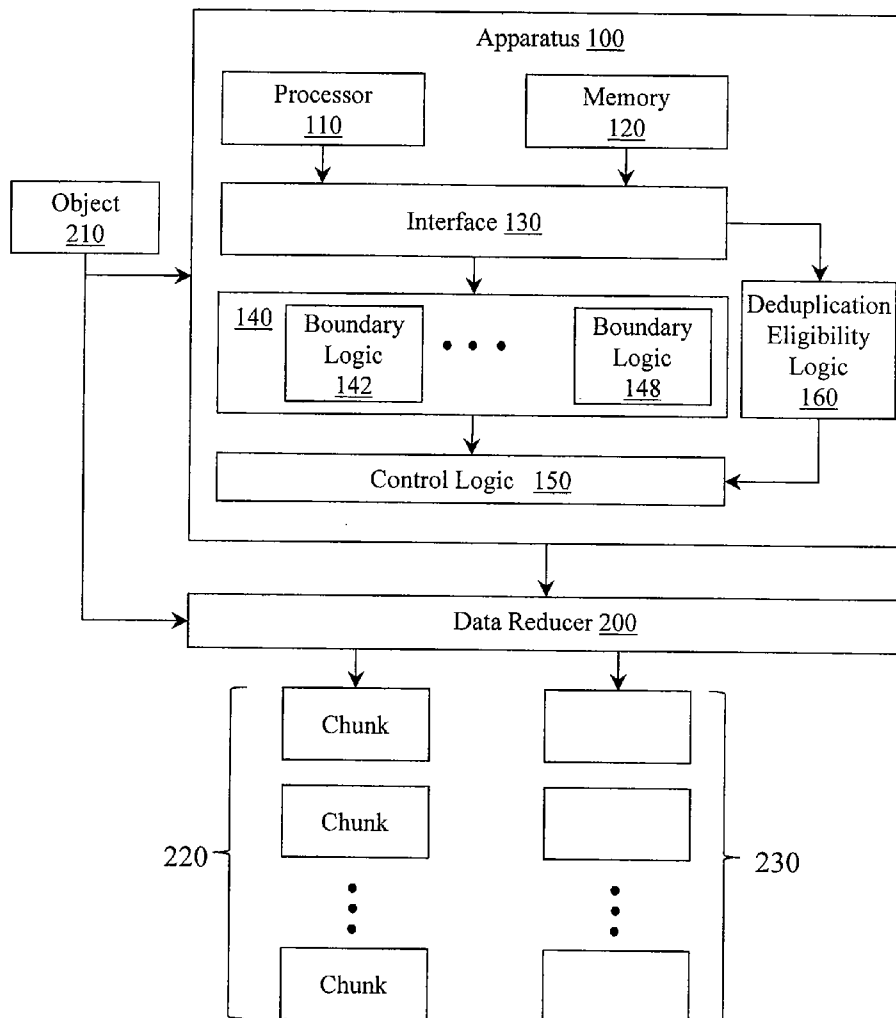 Apparatus 100
Processor
110
Memory
120
Object
210
Interface 130
140
Boundary
Logic
142
Boundary
Logic
148
Deduplication
Eligibility
Logic
160
Control Logic 150
Data Reducer 200
Chunk
Chunk
220
230
Chunk